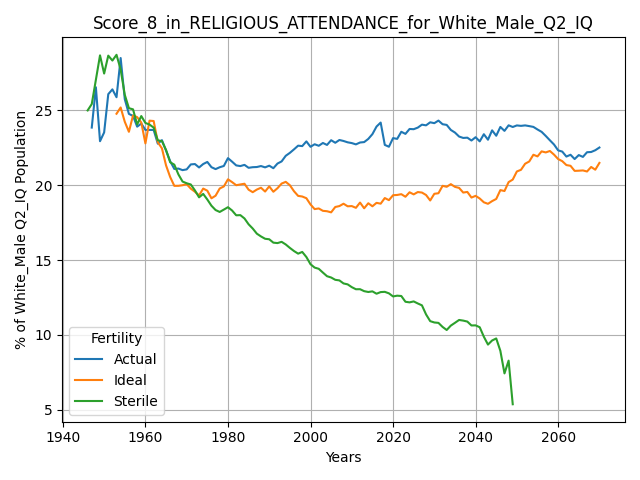 Score_8_in_RELIGIOUS_ATTENDANCE_for_White_Male_Q2_IQ
% of White_Male Q2_IQ Population
25
20
15
10
5
Fertility
Actual
Ideal
Sterile
1940 1960 1980 2000 2020 2040 2060
Years